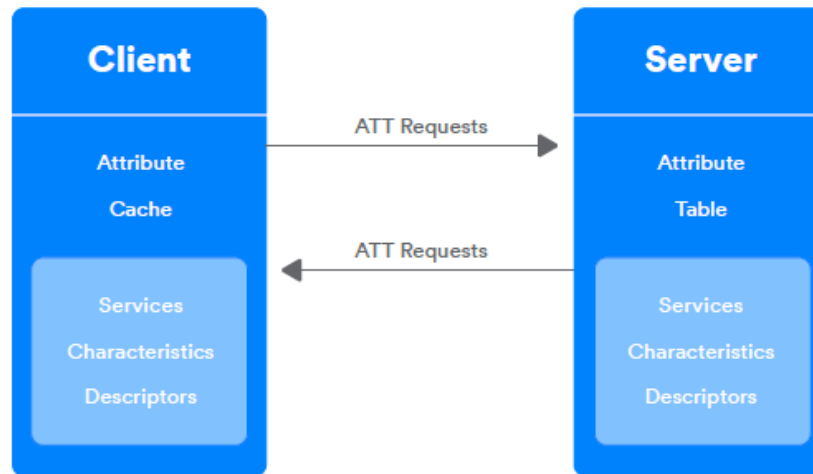 Client
Server
ATT Requests
Attribute
Cache
Attribute
Table
ATT Requests
Services
Characteristics
Descriptors
Services
Characteristics
Descriptors